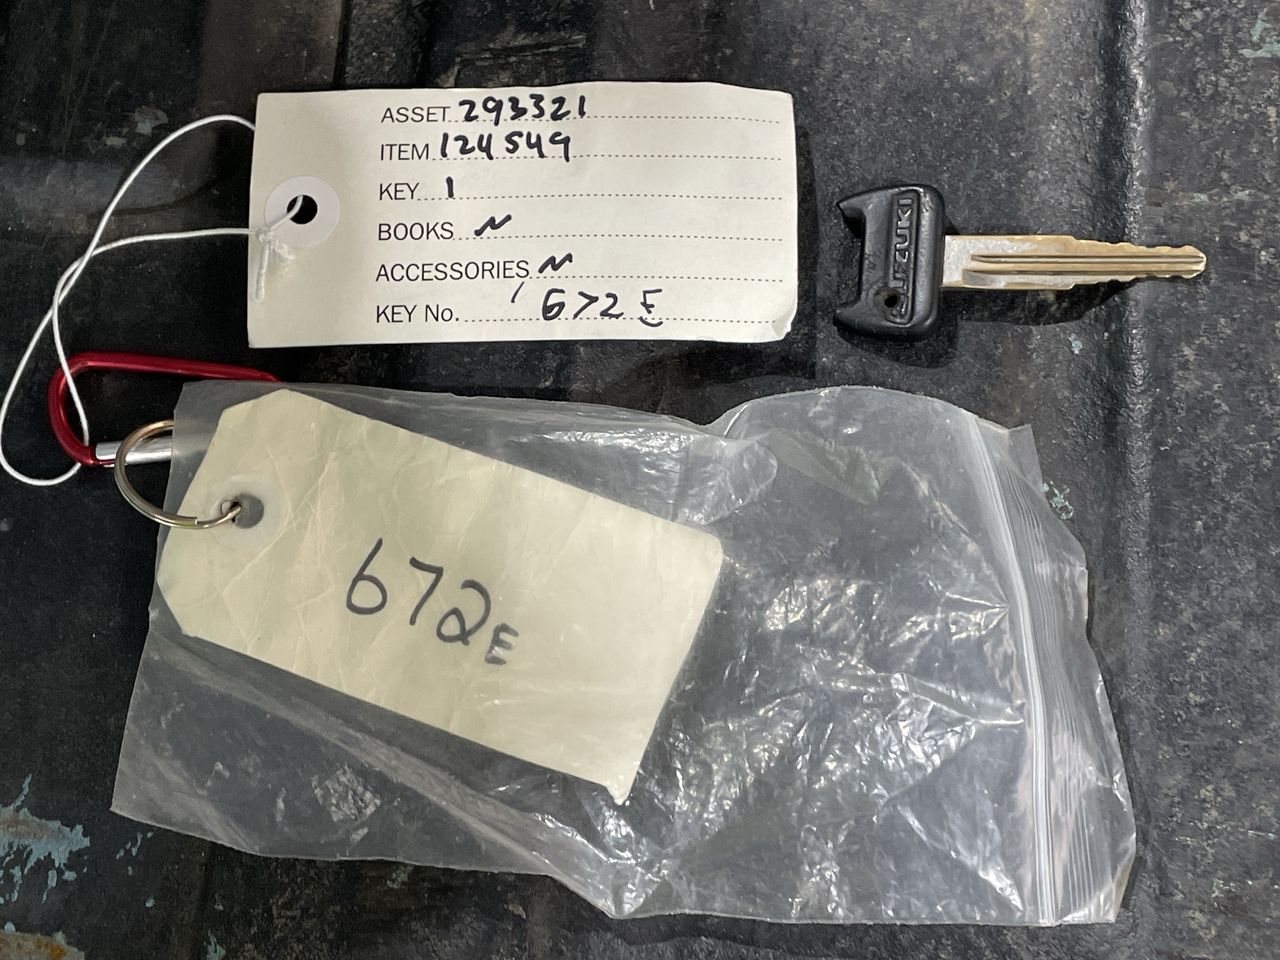 ASSET 293321
ITEM 124549
KEY 1
BOOKS N
ACCESSORIES N
KEY No. 672E
SUZUKI
672E